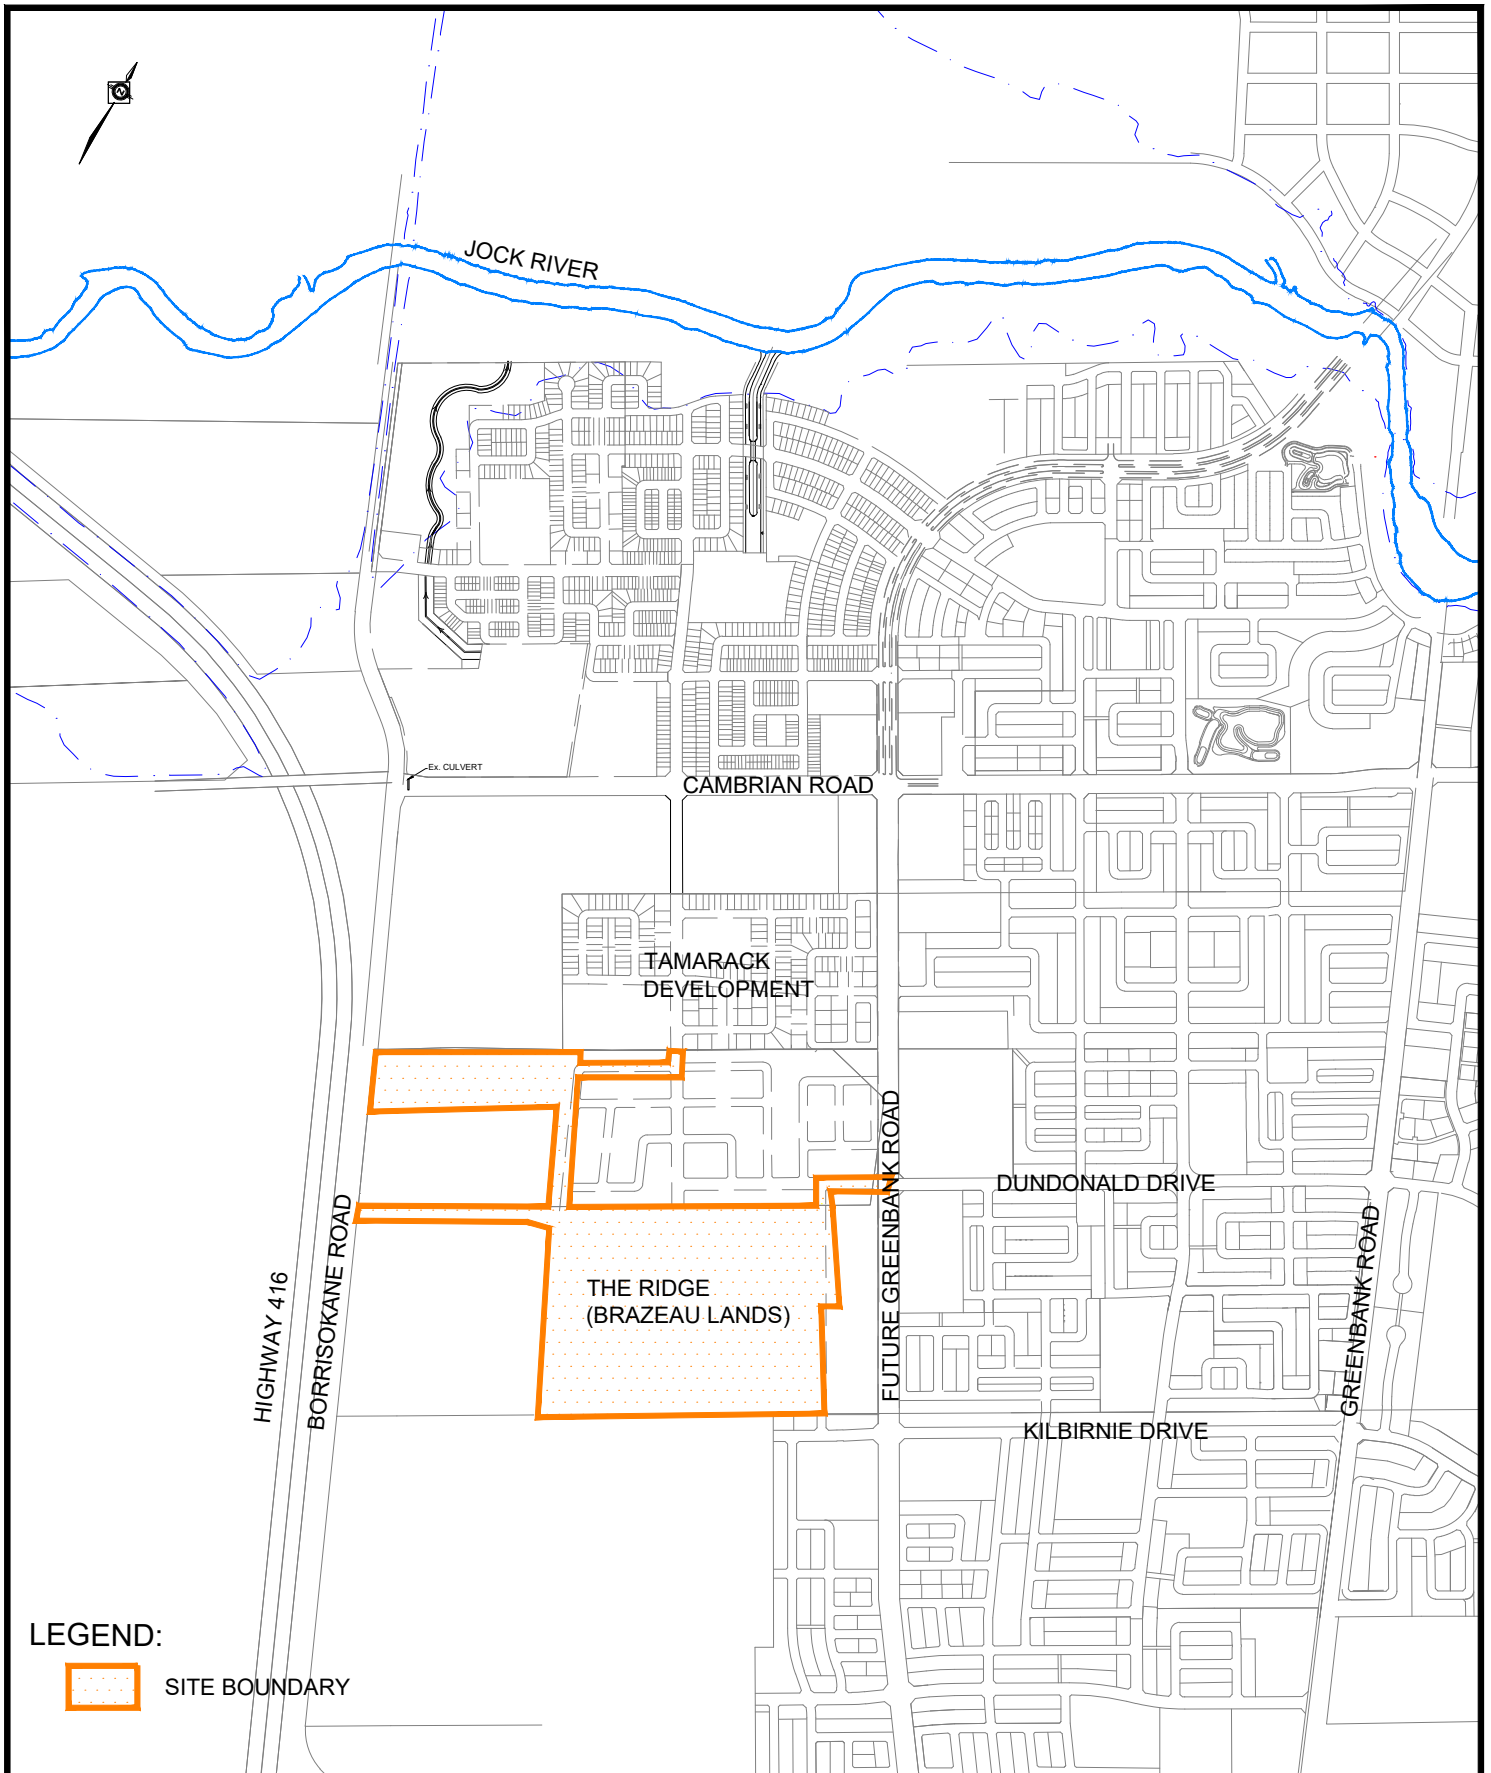 N
JOCK RIVER
Ex. CULVERT
CAMBRIAN ROAD
TAMARACK
DEVELOPMENT
FUTURE GREENBANK ROAD
DUNDONALD DRIVE
BORRISOKANE ROAD
HIGHWAY 416
THE RIDGE
(BRAZEAU LANDS)
GREENBANK ROAD
KILBIRNIE DRIVE
LEGEND:
SITE BOUNDARY